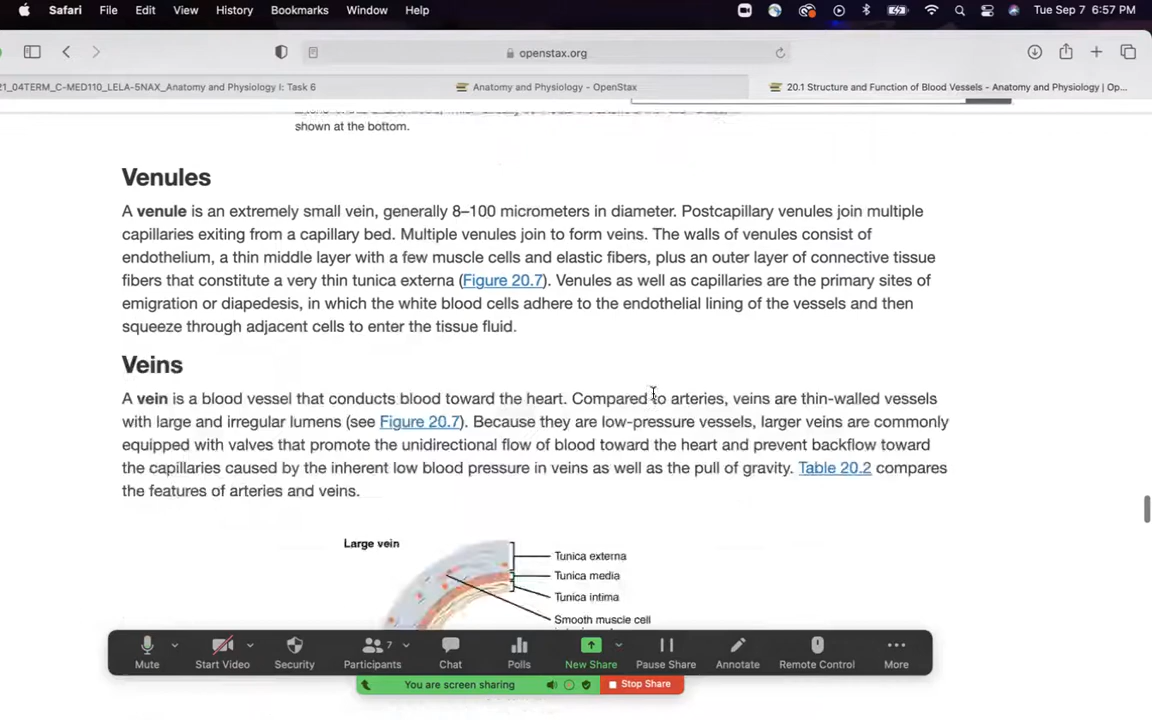 Safari File Edit View History Bookmarks Window Help Tue Sep 7 6:57 PM
openstax.org
21_04TERM_C-MED110_LELA-5NAX_Anatomy and Physiology I: Task 6 Anatomy and Physiology - OpenStax 20.1 Structure and Function of Blood Vessels - Anatomy and Physiology | Op...
shown at the bottom.
Venules
A venule is an extremely small vein, generally 8–100 micrometers in diameter. Postcapillary venules join multiple
capillaries exiting from a capillary bed. Multiple venules join to form veins. The walls of venules consist of
endothelium, a thin middle layer with a few muscle cells and elastic fibers, plus an outer layer of connective tissue
fibers that constitute a very thin tunica externa (Figure 20.7). Venules as well as capillaries are the primary sites of
emigration or diapedesis, in which the white blood cells adhere to the endothelial lining of the vessels and then
squeeze through adjacent cells to enter the tissue fluid.
Veins
A vein is a blood vessel that conducts blood toward the heart. Compared to arteries, veins are thin-walled vessels
with large and irregular lumens (see Figure 20.7). Because they are low-pressure vessels, larger veins are commonly
equipped with valves that promote the unidirectional flow of blood toward the heart and prevent backflow toward
the capillaries caused by the inherent low blood pressure in veins as well as the pull of gravity. Table 20.2 compares
the features of arteries and veins.
Large vein
Tunica externa
Tunica media
Tunica intima
Smooth muscle cell
7
Mute Start Video Security Participants Chat Polls New Share Pause Share Annotate Remote Control More
You are screen sharing Stop Share